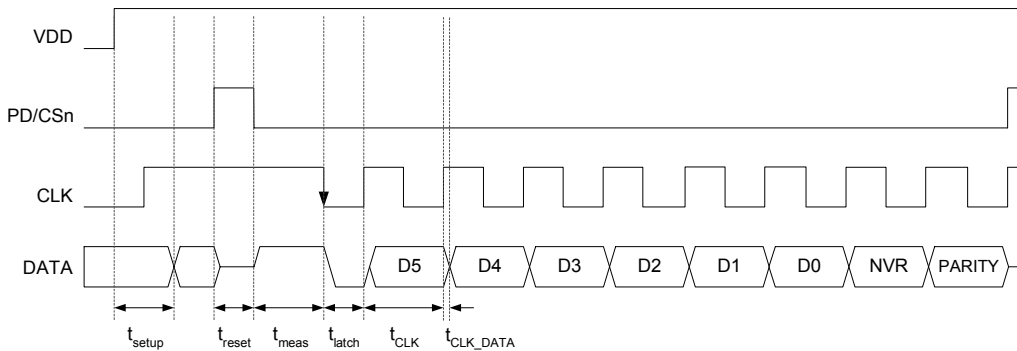 VDD
PD/CSn
CLK
DATA D5 D4 D3 D2 D1 D0 NVR PARITY
tsetup treset tmeas tlatch tCLK tCLK_DATA